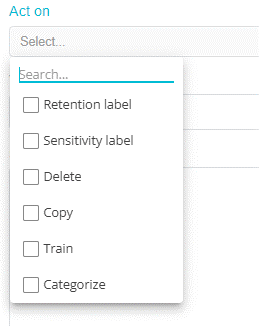 Act on
Select...
Search...
Retention label
Sensitivity label
Delete
Copy
Train
Categorize